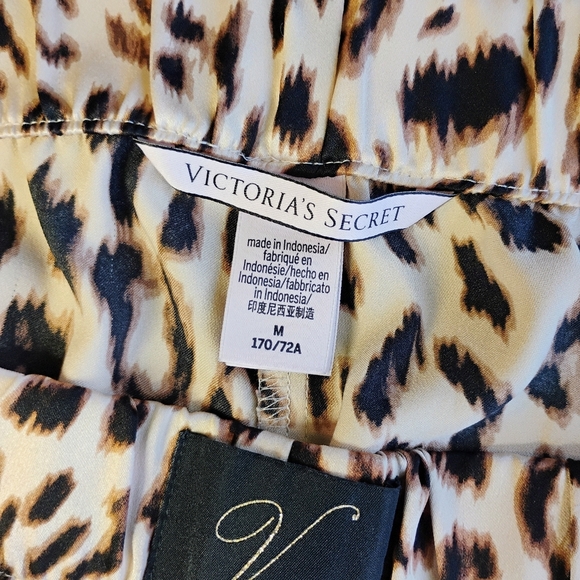 VICTORIA'S SECRET
made in Indonesia/
fabriqué en
Indonésie/hecho en
Indonesia/fabbricato
in Indonesia/
印度尼西亚制造
M
170/72A
V